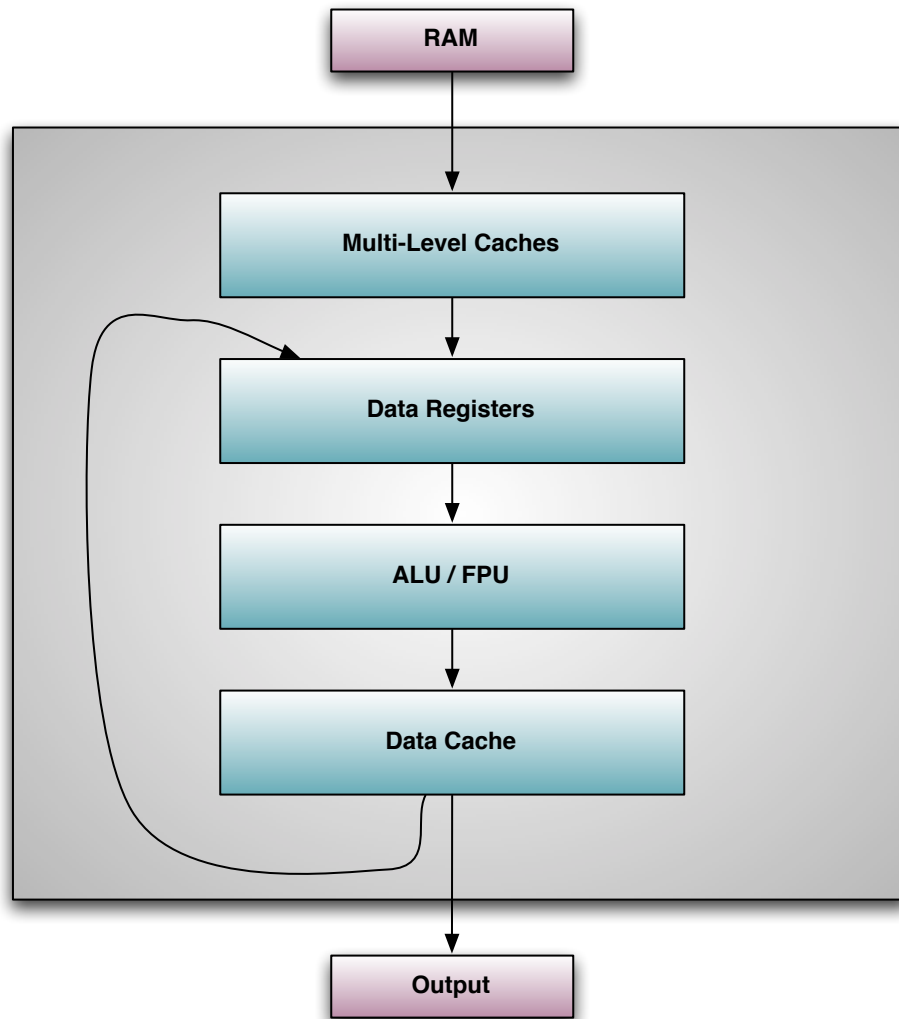 RAM
Multi-Level Caches
Data Registers
ALU / FPU
Data Cache
Output